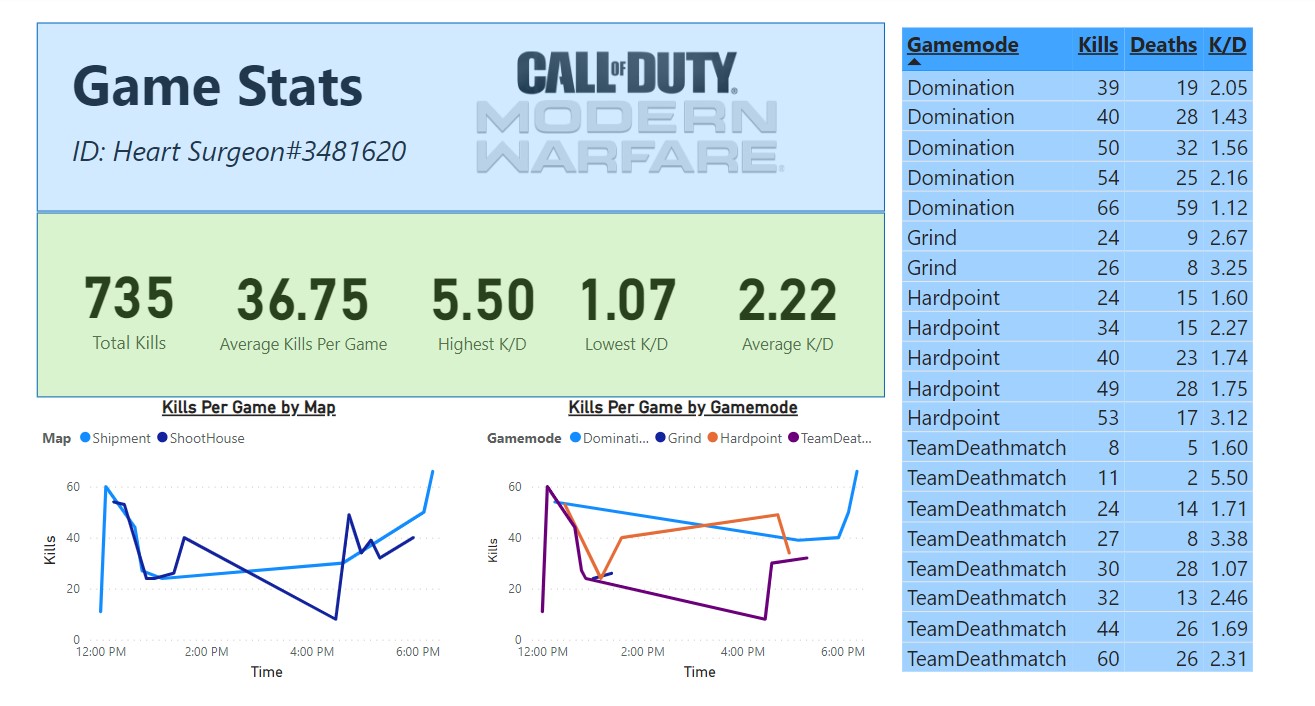 Game Stats
ID: Heart Surgeon#3481620
CALL OF DUTY®
MODERN
WARFARE®
735 36.75 5.50 1.07 2.22
Total Kills Average Kills Per Game Highest K/D Lowest K/D Average K/D
Kills Per Game by Map
Map Shipment ShootHouse
Kills
60
40
20
0
12:00 PM 2:00 PM 4:00 PM 6:00 PM
Time
Kills Per Game by Gamemode
Gamemode Dominati... Grind Hardpoint TeamDeat...
Kills
60
40
20
0
12:00 PM 2:00 PM 4:00 PM 6:00 PM
Time
Gamemode Kills Deaths K/D
Domination 39 19 2.05
Domination 40 28 1.43
Domination 50 32 1.56
Domination 54 25 2.16
Domination 66 59 1.12
Grind 24 9 2.67
Grind 26 8 3.25
Hardpoint 24 15 1.60
Hardpoint 34 15 2.27
Hardpoint 40 23 1.74
Hardpoint 49 28 1.75
Hardpoint 53 17 3.12
TeamDeathmatch 8 5 1.60
TeamDeathmatch 11 2 5.50
TeamDeathmatch 24 14 1.71
TeamDeathmatch 27 8 3.38
TeamDeathmatch 30 28 1.07
TeamDeathmatch 32 13 2.46
TeamDeathmatch 44 26 1.69
TeamDeathmatch 60 26 2.31